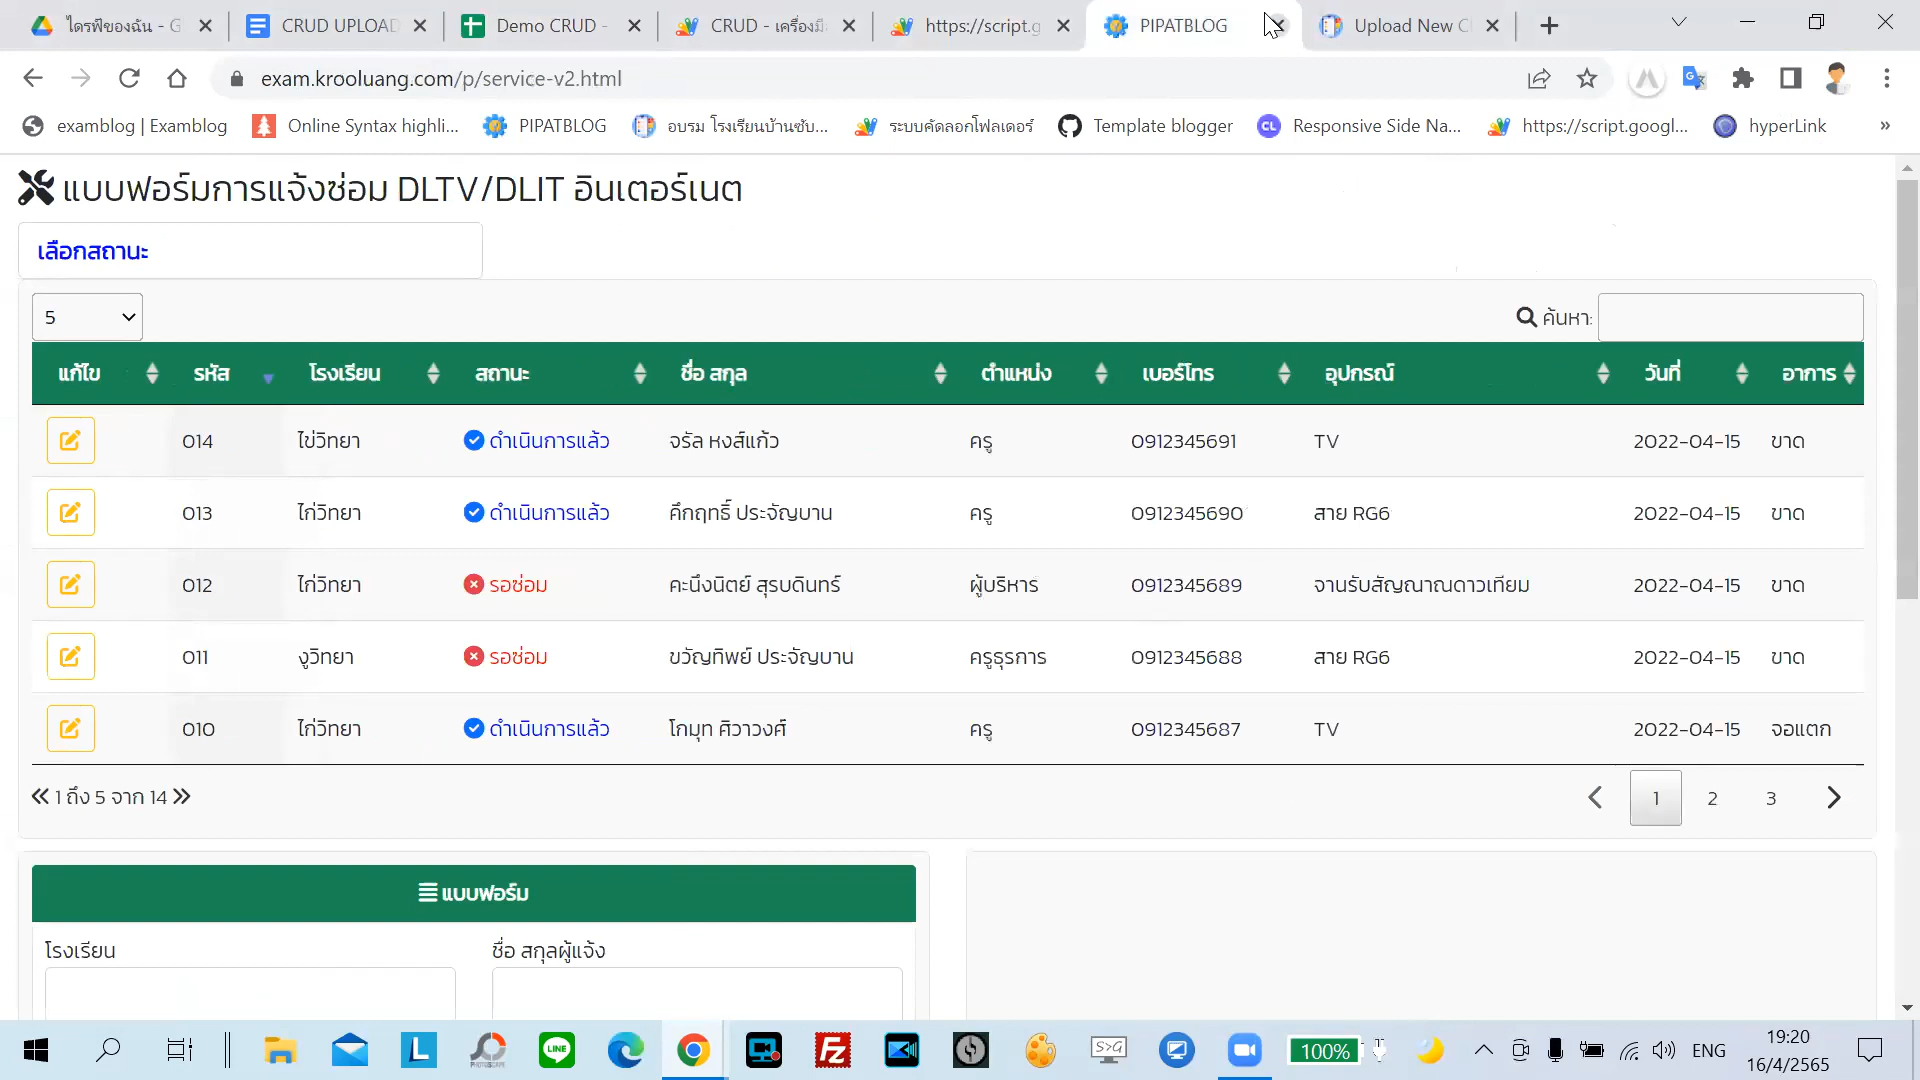 ไดรฟ์ของฉัน - G
CRUD UPLOAD
Demo CRUD -
CRUD - เครื่องมื
https://script.g
PIPATBLOG
Upload New C
exam.krooluang.com/p/service-v2.html
examblog | Examblog
Online Syntax highli...
PIPATBLOG
อบรม โรงเรียนบ้านซับ...
ระบบคัดลอกโฟลเดอร์
Template blogger
Responsive Side Na...
https://script.googl...
hyperLink
แบบฟอร์มการแจ้งซ่อม DLTV/DLIT อินเตอร์เนต
เลือกสถานะ
5
ค้นหา:
แก้ไข รหัส โรงเรียน สถานะ ชื่อ สกุล ตำแหน่ง เบอร์โทร อุปกรณ์ วันที่ อาการ
014 ไข่วิทยา ดำเนินการแล้ว จรัล หงส์แก้ว ครู 0912345691 TV 2022-04-15 ขาด
013 ไก่วิทยา ดำเนินการแล้ว คึกฤทธิ์ ประจัญบาน ครู 0912345690 สาย RG6 2022-04-15 ขาด
012 ไก่วิทยา รอซ่อม คะนึงนิตย์ สุรบดินทร์ ผู้บริหาร 0912345689 จานรับสัญณาณดาวเทียม 2022-04-15 ขาด
011 งูวิทยา รอซ่อม ขวัญทิพย์ ประจัญบาน ครูธุรการ 0912345688 สาย RG6 2022-04-15 ขาด
010 ไก่วิทยา ดำเนินการแล้ว โกมุท ศิวาวงศ์ ครู 0912345687 TV 2022-04-15 จอแตก
1 ถึง 5 จาก 14
1 2 3
แบบฟอร์ม
โรงเรียน
ชื่อ สกุลผู้แจ้ง
100%
ENG
19:20
16/4/2565